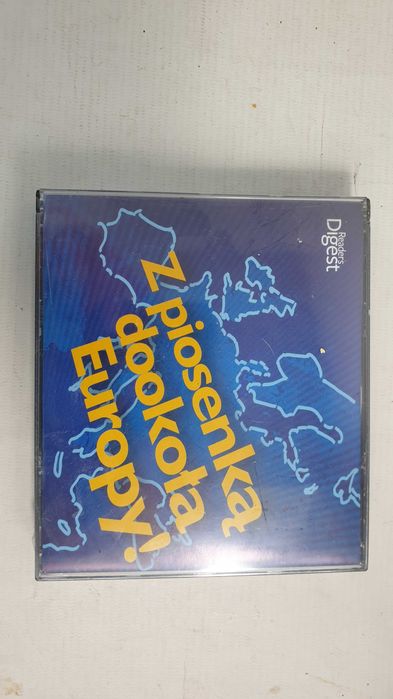 Reader's
Digest
Z piosenką
dookoła
Europy!